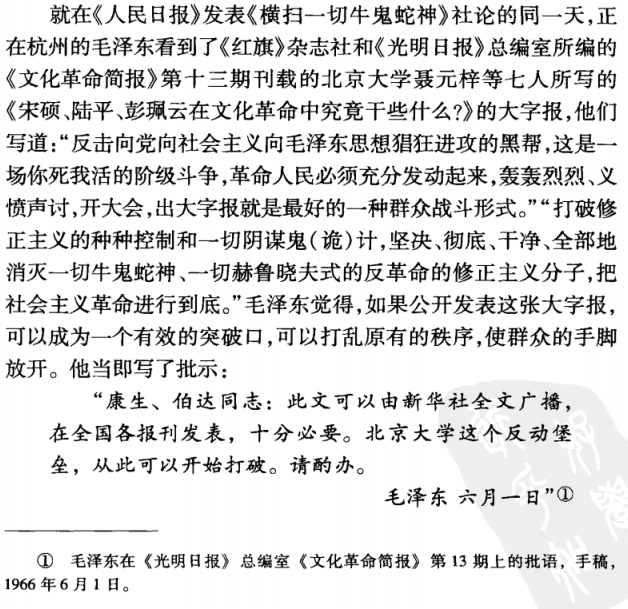 就在《人民日报》发表《横扫一切牛鬼蛇神》社论的同一天,正
在杭州的毛泽东看到了《红旗》杂志社和《光明日报》总编室所编的
《文化革命简报》第十三期刊载的北京大学聂元梓等七人所写的
《宋硕、陆平、彭珮云在文化革命中究竟干些什么?》的大字报,他们
写道:“反击向党向社会主义向毛泽东思想猖狂进攻的黑帮,这是一
场你死我活的阶级斗争,革命人民必须充分发动起来,轰轰烈烈、义
愤声讨,开大会,出大字报就是最好的一种群众战斗形式。”“打破修
正主义的种种控制和一切阴谋鬼(诡)计,坚决、彻底、干净、全部地
消灭一切牛鬼蛇神、一切赫鲁晓夫式的反革命的修正主义分子,把
社会主义革命进行到底。”毛泽东觉得,如果公开发表这张大字报,
可以成为一个有效的突破口,可以打乱原有的秩序,使群众的手脚
放开。他当即写了批示:
“康生、伯达同志:此文可以由新华社全文广播,
在全国各报刊发表,十分必要。北京大学这个反动堡
垒,从此可以开始打破。请酌办。
毛泽东 六月一日”①
① 毛泽东在《光明日报》总编室《文化革命简报》第 13 期上的批语,手稿,
1966 年 6 月 1 日。